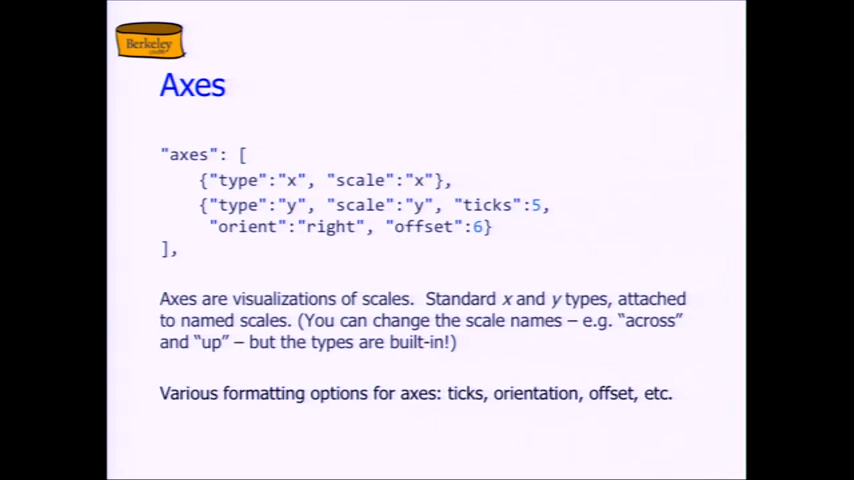 Berkeley
Axes
"axes": [
{"type":"x", "scale":"x"},
{"type":"y", "scale":"y", "ticks":5,
"orient":"right", "offset":6}
],
Axes are visualizations of scales.  Standard x and y types, attached
to named scales. (You can change the scale names – e.g. “across”
and “up” – but the types are built-in!)
Various formatting options for axes: ticks, orientation, offset, etc.